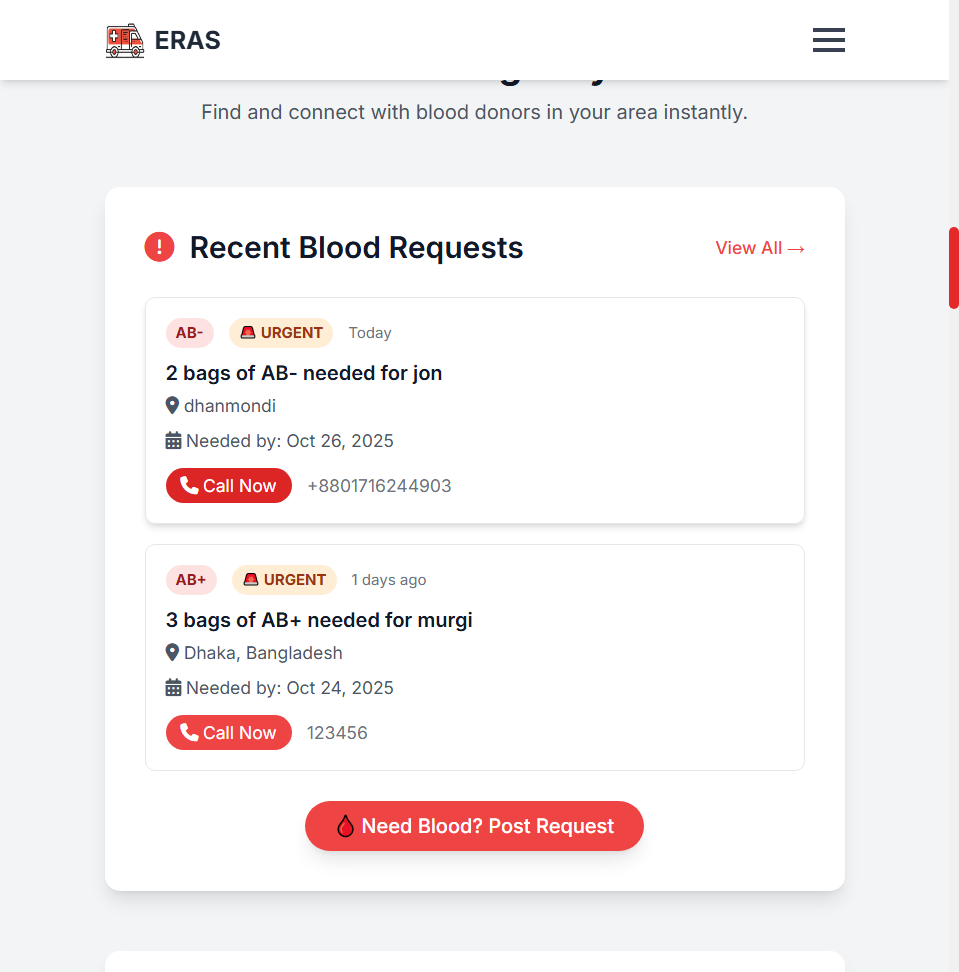 ERAS
Find and connect with blood donors in your area instantly.
Recent Blood Requests
View All →
AB- 🚨 URGENT Today
2 bags of AB- needed for jon
dhanmondi
Needed by: Oct 26, 2025
Call Now +8801716244903
AB+ 🚨 URGENT 1 days ago
3 bags of AB+ needed for murgi
Dhaka, Bangladesh
Needed by: Oct 24, 2025
Call Now 123456
🩸 Need Blood? Post Request